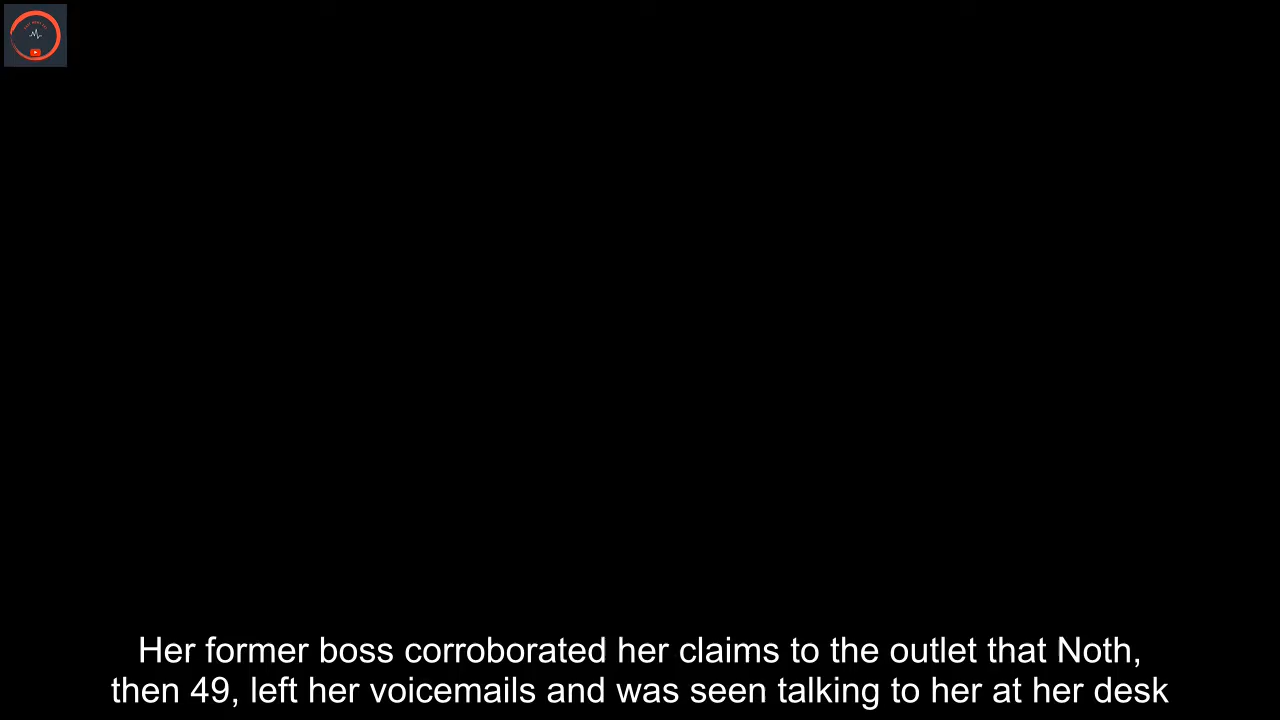 Her former boss corroborated her claims to the outlet that Noth,
then 49, left her voicemails and was seen talking to her at her desk